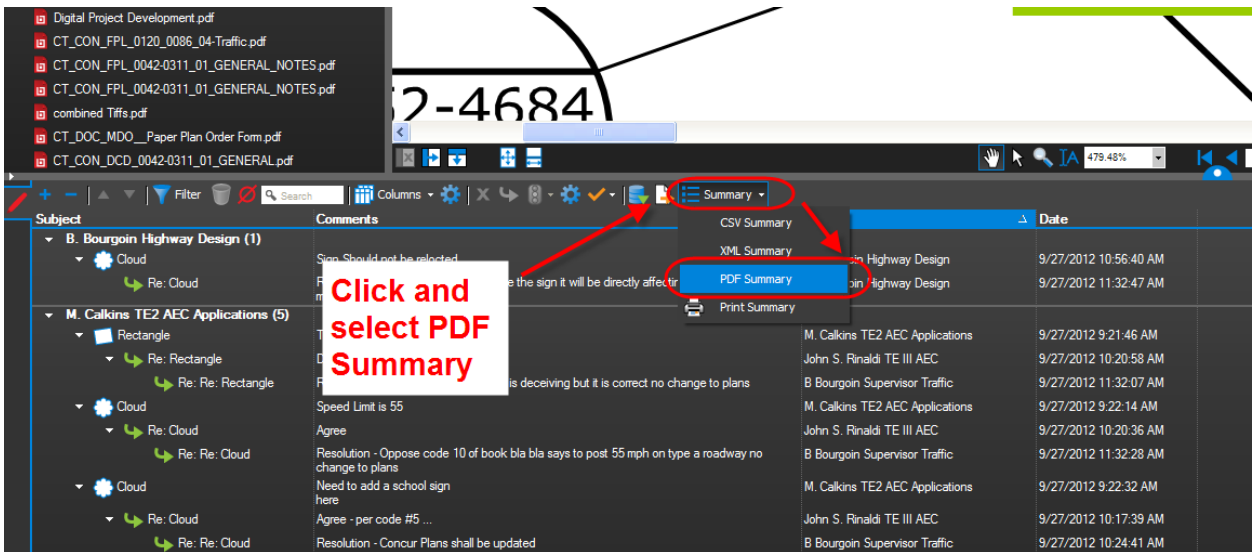 Digital Project Development.pdf
CT_CON_FPL_0120_0086_04-Traffic.pdf
CT_CON_FPL_0042-0311_01_GENERAL_NOTES.pdf
CT_CON_FPL_0042-0311_01_GENERAL_NOTES.pdf
combined Tiffs.pdf
CT_DOC_MDO__Paper Plan Order Form.pdf
CT_CON_DCD_0042-0311_01_GENERAL.pdf
2-4684
479.48%
Filter Search Columns Summary
CSV Summary
XML Summary
PDF Summary
Print Summary
Click and
select PDF
Summary
Subject Comments Date
B. Bourgoin Highway Design (1)
Cloud Sign Should not be relocted Highway Design 9/27/2012 10:56:40 AM
Re: Cloud the sign it will be directly Highway Design 9/27/2012 11:32:47 AM
M. Calkins TE2 AEC Applications (5)
Rectangle M. Calkins TE2 AEC Applications 9/27/2012 9:21:46 AM
Re: Rectangle John S. Rinaldi TE III AEC 9/27/2012 10:20:58 AM
Re: Re: Rectangle is deceiving but it is correct no change to plans B Bourgoin Supervisor Traffic 9/27/2012 11:32:07 AM
Cloud Speed Limit is 55 M. Calkins TE2 AEC Applications 9/27/2012 9:22:14 AM
Re: Cloud Agree John S. Rinaldi TE III AEC 9/27/2012 10:20:36 AM
Re: Re: Cloud Resolution - Oppose code 10 of book bla bla says to post 55 mph on type a roadway no B Bourgoin Supervisor Traffic 9/27/2012 11:32:28 AM
change to plans
Cloud Need to add a school sign M. Calkins TE2 AEC Applications 9/27/2012 9:22:32 AM
here
Re: Cloud Agree - per code #5 ... John S. Rinaldi TE III AEC 9/27/2012 10:17:39 AM
Re: Re: Cloud Resolution - Concur Plans shall be updated B Bourgoin Supervisor Traffic 9/27/2012 10:24:41 AM